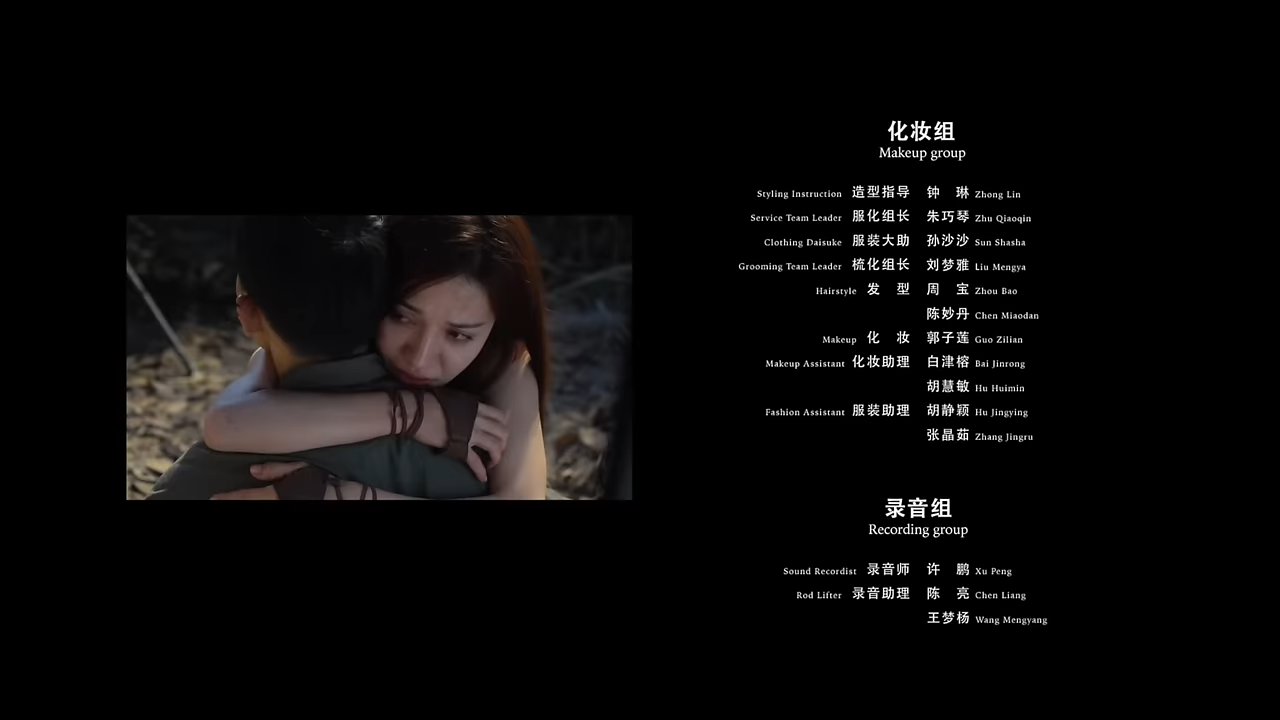 化妆组
Makeup group
Styling Instruction 造型指导 钟 琳 Zhong Lin
Service Team Leader 服化组长 朱巧琴 Zhu Qiaoqin
Clothing Daisuke 服装大助 孙沙沙 Sun Shasha
Grooming Team Leader 梳化组长 刘梦雅 Liu Mengya
Hairstyle 发 型 周 宝 Zhou Bao
陈妙丹 Chen Miaodan
Makeup 化 妆 郭子莲 Guo Zilian
Makeup Assistant 化妆助理 白津榕 Bai Jinrong
胡慧敏 Hu Huimin
Fashion Assistant 服装助理 胡静颖 Hu Jingying
张晶茹 Zhang Jingru
录音组
Recording group
Sound Recordist 录音师 许 鹏 Xu Peng
Rod Lifter 录音助理 陈 亮 Chen Liang
王梦杨 Wang Mengyang